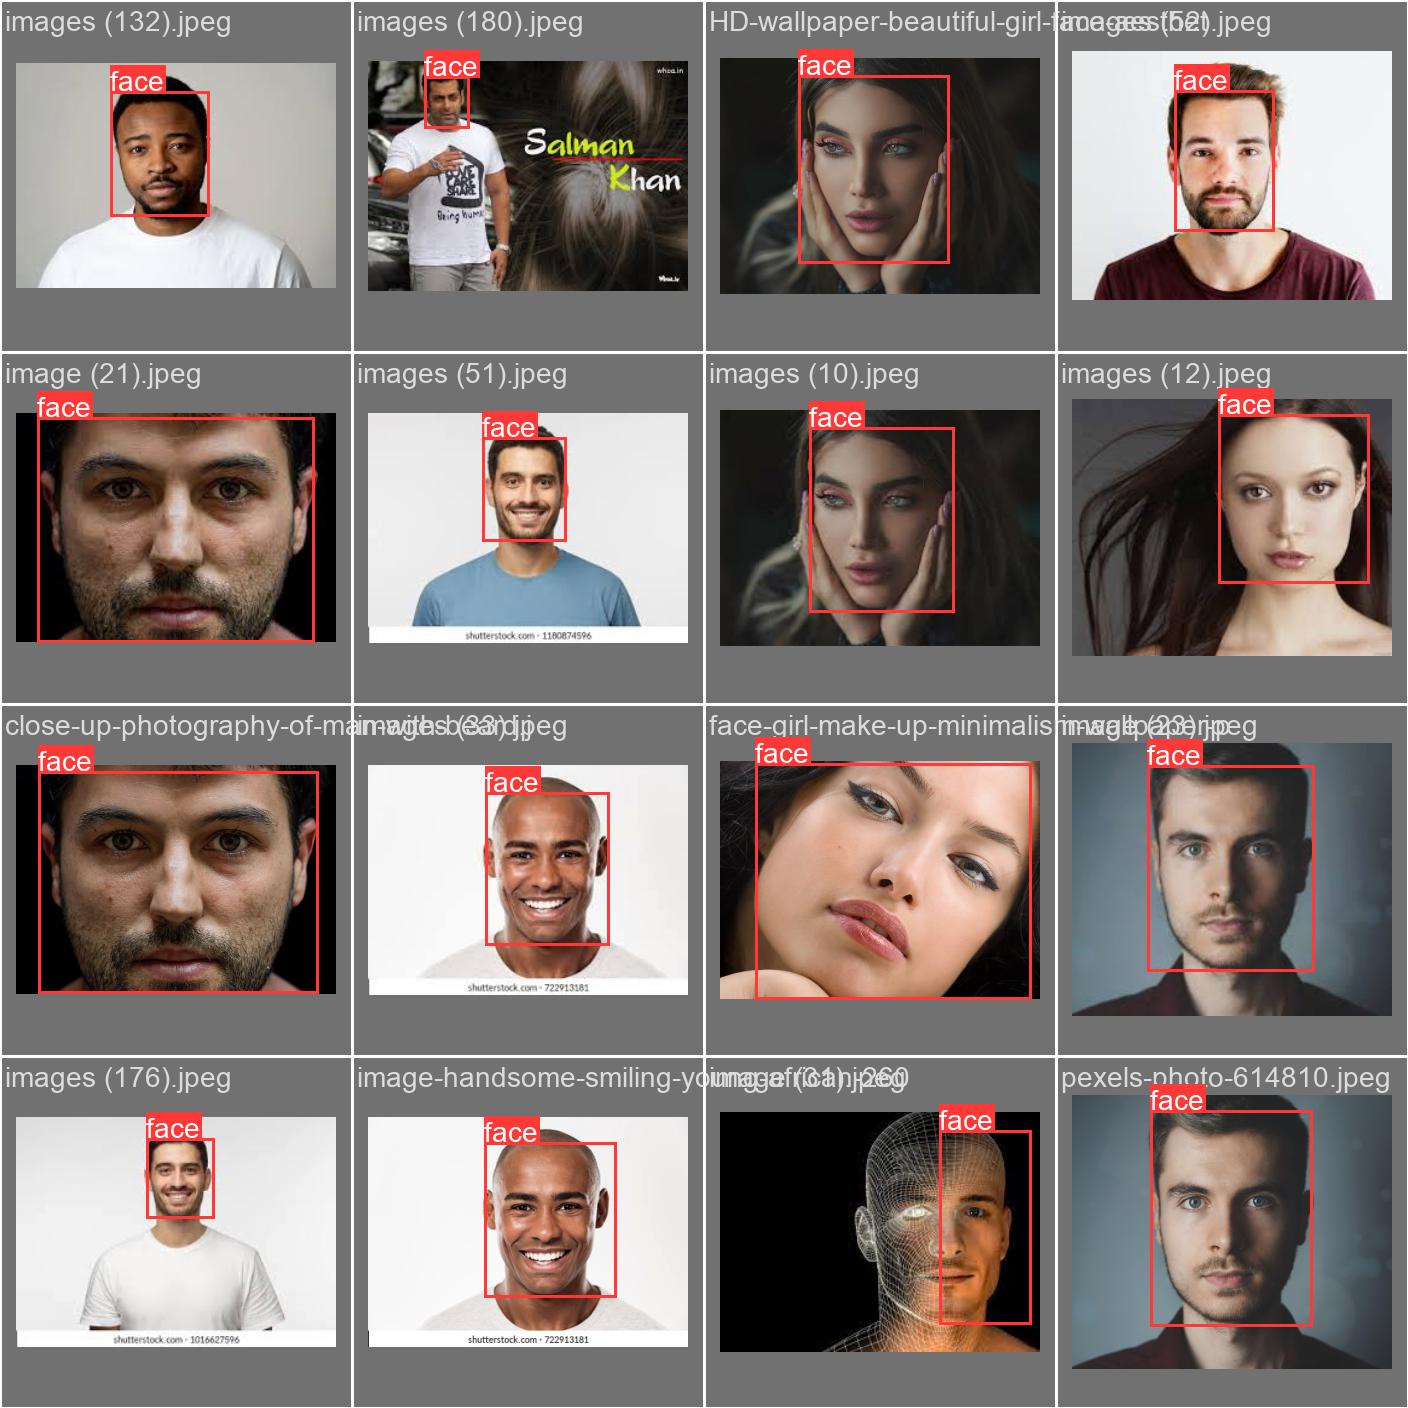 images (132).jpeg
images (180).jpeg
HD-wallpaper-beautiful-girl-face-aesthet
images (52).jpeg
face
face
whoa.in
Salman
Khan
LOVE
CARE
SHARE
Being human
Whoa.in
face
face
image (21).jpeg
images (51).jpeg
images (10).jpeg
images (12).jpeg
face
face
shutterstock.com · 1180874596
face
face
close-up-photography-of-man-with-beard.j
images (33).jpeg
face-girl-make-up-minimalism-wallpaper-p
image (23).jpeg
face
face
shutterstock.com · 722913181
face
face
images (176).jpeg
image-handsome-smiling-young-african-260
image (31).jpeg
pexels-photo-614810.jpeg
face
shutterstock.com · 1016627596
face
shutterstock.com · 722913181
face
face